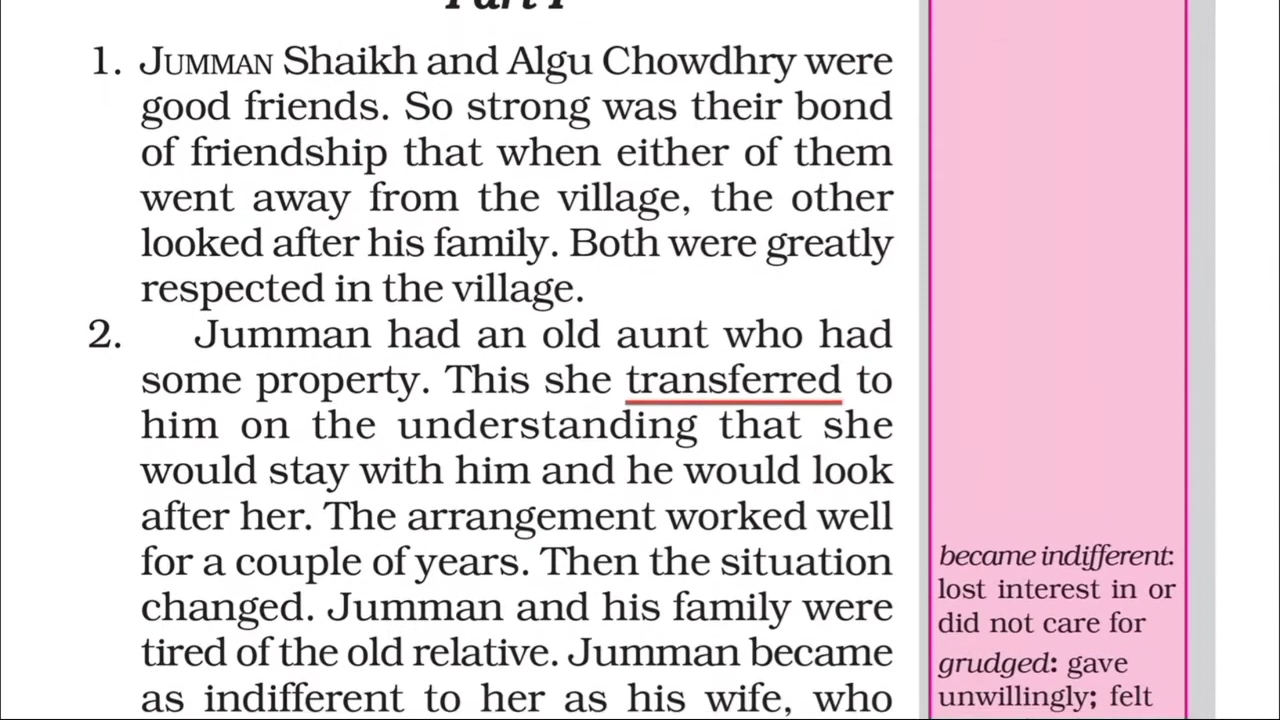 Part I
1. JUMMAN Shaikh and Algu Chowdhry were
good friends. So strong was their bond
of friendship that when either of them
went away from the village, the other
looked after his family. Both were greatly
respected in the village.
2. Jumman had an old aunt who had
some property. This she transferred to
him on the understanding that she
would stay with him and he would look
after her. The arrangement worked well
for a couple of years. Then the situation
changed. Jumman and his family were
tired of the old relative. Jumman became
as indifferent to her as his wife, who
became indifferent:
lost interest in or
did not care for
grudged: gave
unwillingly; felt